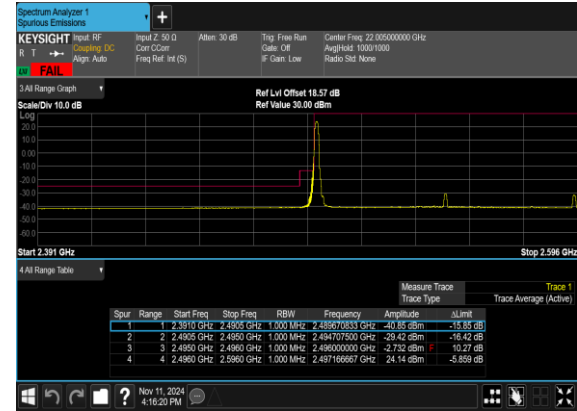 Spectrum Analyzer 1
Spurious Emissions
KEYSIGHT Input: RF Input Z: 50 Ω Atten: 30 dB Trig: Free Run Center Freq: 22.005000000 GHz
R T Coupling: DC Corr CCorr Gate: Off Avg|Hold: 1000/1000
Align: Auto Freq Ref: Int (S) IF Gain: Low Radio Std: None
FAIL
3 All Range Graph
Ref Lvl Offset 18.57 dB
Scale/Div 10.0 dB Ref Value 30.00 dBm
Log
20.0
10.0
0.00
-10.0
-20.0
-30.0
-40.0
-50.0
-60.0
Start 2.391 GHz Stop 2.596 GHz
4 All Range Table
Measure Trace Trace 1
Trace Type Trace Average (Active)
Spur Range Start Freq Stop Freq RBW Frequency Amplitude ΔLimit
1 1 2.3910 GHz 2.4905 GHz 1.000 MHz 2.489670833 GHz -40.85 dBm -15.85 dB
2 2 2.4905 GHz 2.4950 GHz 1.000 MHz 2.494707500 GHz -29.42 dBm -16.42 dB
3 3 2.4950 GHz 2.4960 GHz 1.000 MHz 2.496000000 GHz -2.732 dBm F 10.27 dB
4 4 2.4960 GHz 2.5960 GHz 1.000 MHz 2.497166667 GHz 24.14 dBm -5.859 dB
? Nov 11, 2024
4:16:20 PM